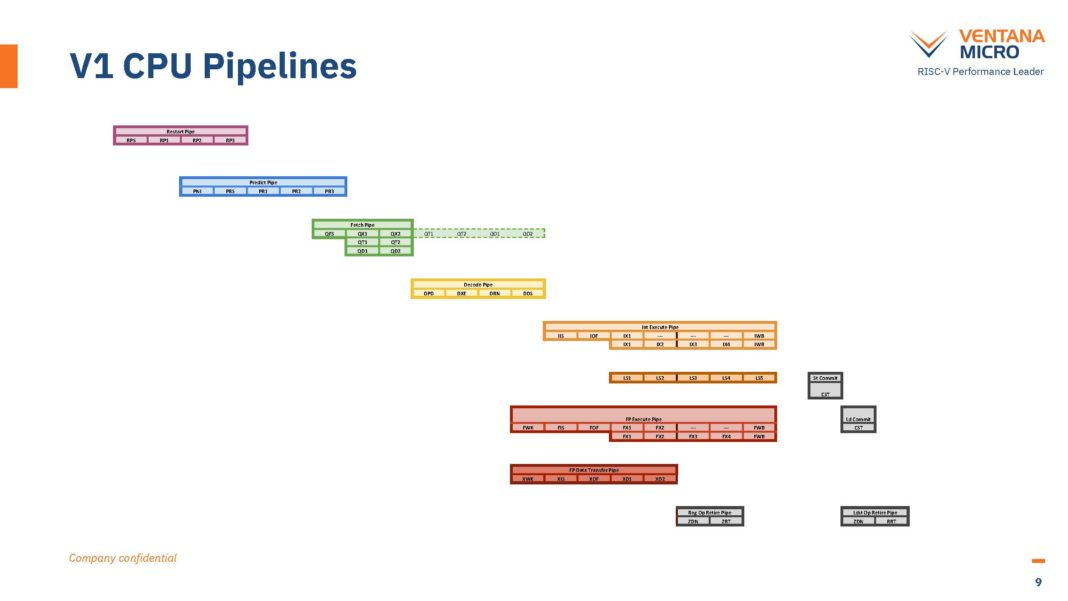 V1 CPU Pipelines
VENTANA
MICRO
RISC-V Performance Leader
Restart Pipe
RPS RP1 RP2 RP3
Predict Pipe
PNI PRS PR1 PR2 PR3
Fetch Pipe
QFS QX1 QX2 QT1 QT2 QD1 QD2
QT1 QT2
QD1 QD2
Decode Pipe
DPD DXE DRN DDS
Int Execute Pipe
IIS IOF IX1 --- --- --- IWB
IX1 IX2 IX3 IX4 IWB
LS1 LS2 LS3 LS4 LS5
St Commit
CST
FP Execute Pipe
FWK FIS FOF FX1 FX2 --- --- FWB
FX1 FX2 FX3 FX4 FWB
Ld Commit
CST
FP Data Transfer Pipe
XWK XIS XOF XD1 XD2
Reg Op Retire Pipe
ZDN ZRT
Ldst Op Retire Pipe
ZDN RRT
Company confidential
9